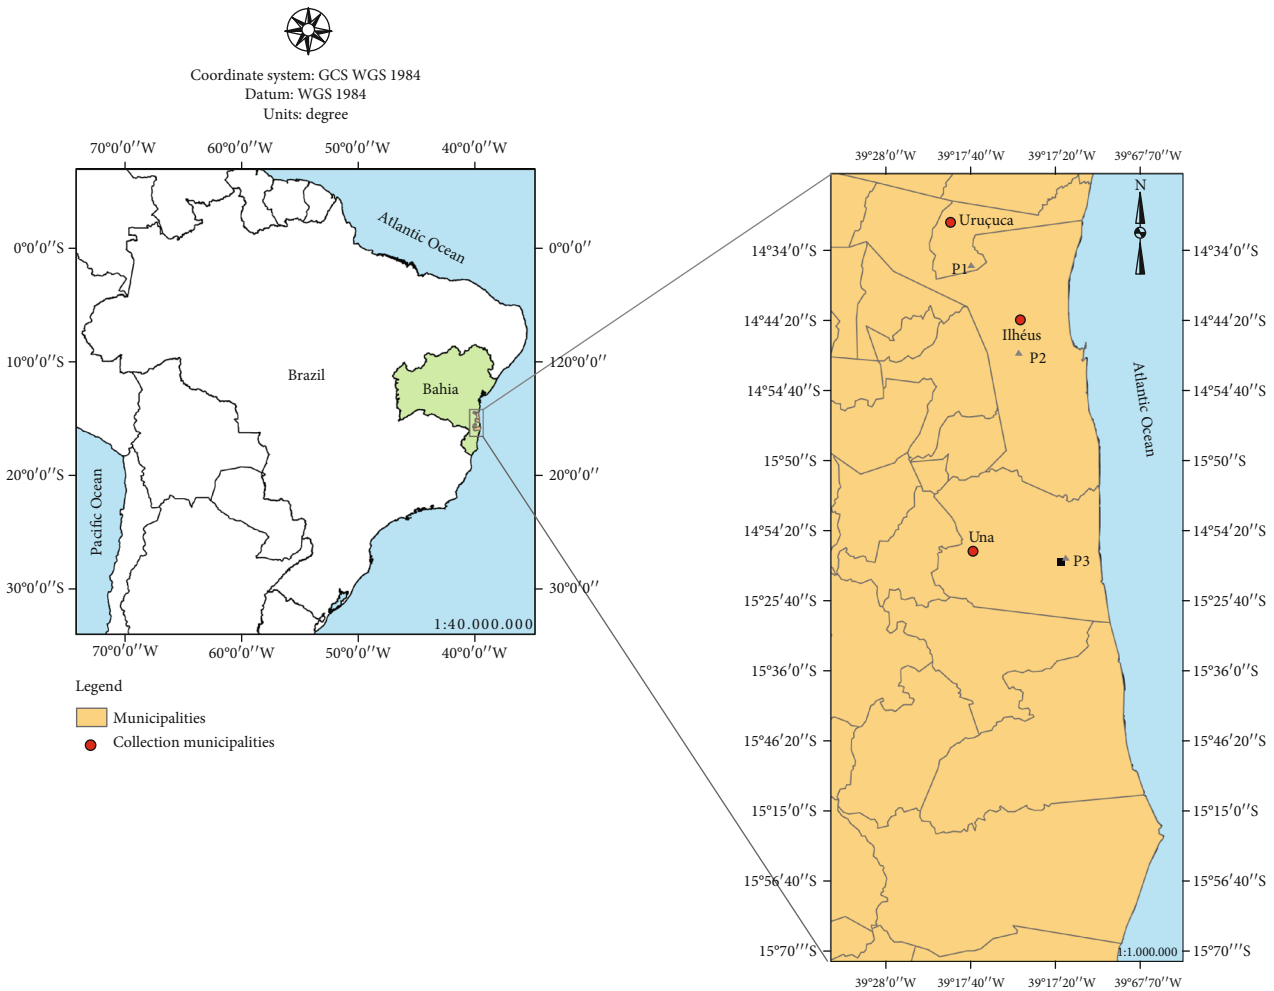 Coordinate system: GCS WGS 1984
Datum: WGS 1984
Units: degree
70°0′0′′W 60°0′0′′W 50°0′0′′W 40°0′0′′W
0°0′0′′S
10°0′0′′S
20°0′0′′S
30°0′0′′S
Atlantic Ocean
Brazil
Bahia
Pacific Ocean
1:40.000.000
0°0′0′′
120°0′0′′
20°0′0′′
30°0′0′′
70°0′0′′W 60°0′0′′W 50°0′0′′W 40°0′0′′W
Legend
Municipalities
Collection municipalities
39°28′0′′W 39°17′40′′W 39°17′20′′W 39°67′70′′W
14°34′0′′S
14°44′20′′S
14°54′40′′S
15°50′′S
14°54′20′′S
15°25′40′′S
15°36′0′′S
15°46′20′′S
15°15′0′′S
15°56′40′′S
15°70′′′S
N
Uruçuca
P1
Ilhéus
P2
Atlantic Ocean
Una
P3
1:1.000.000
14°34′0′′S
14°44′20′′S
14°54′40′′S
15°50′′S
14°54′20′′S
15°25′40′′S
15°36′0′′S
15°46′20′′S
15°15′0′′S
15°56′40′′S
15°70′′′S
39°28′0′′W 39°17′40′′W 39°17′20′′W 39°67′70′′W